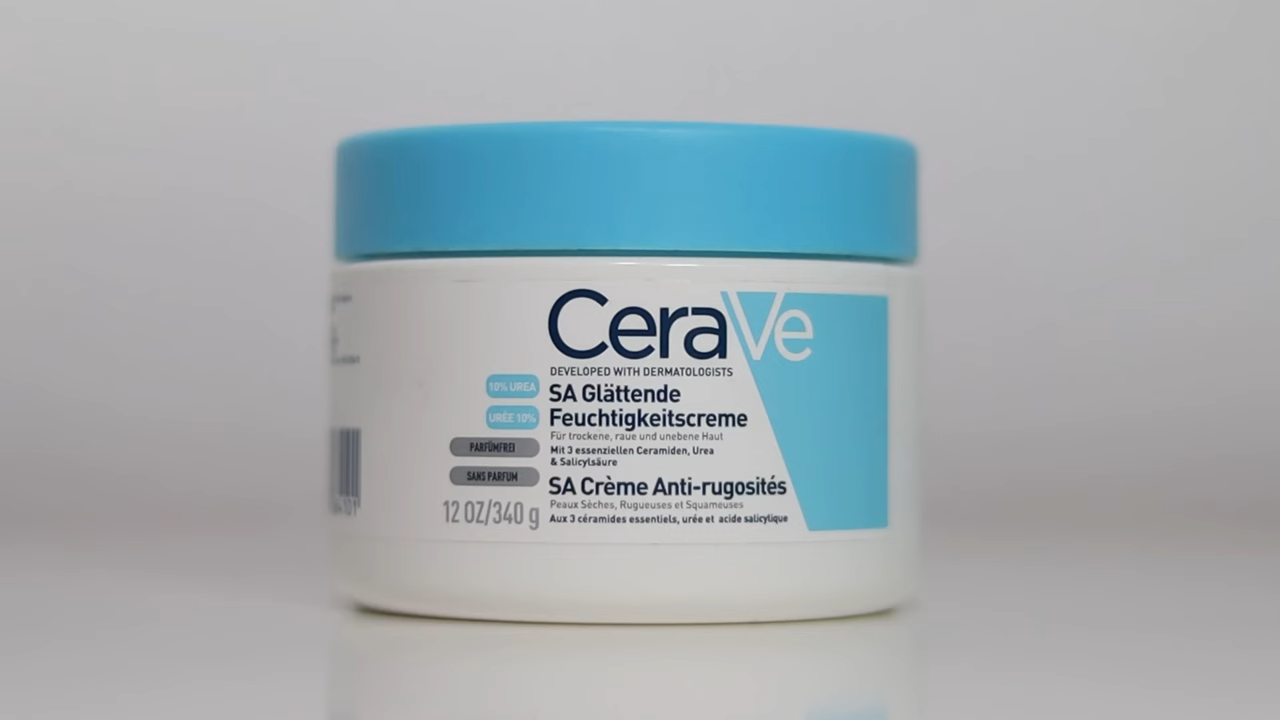 CeraVe
DEVELOPED WITH DERMATOLOGISTS
10% UREA
URÉE 10%
PARFÜMFREI
SANS PARFUM
12 OZ/340 g
SA Glättende
Feuchtigkeitscreme
Für trockene, raue und unebene Haut
Mit 3 essenziellen Ceramiden, Urea
& Salicylsäure
SA Crème Anti-rugosités
Peaux Sèches, Rugueuses et Squameuses
Aux 3 céramides essentiels, urée et acide salicylique